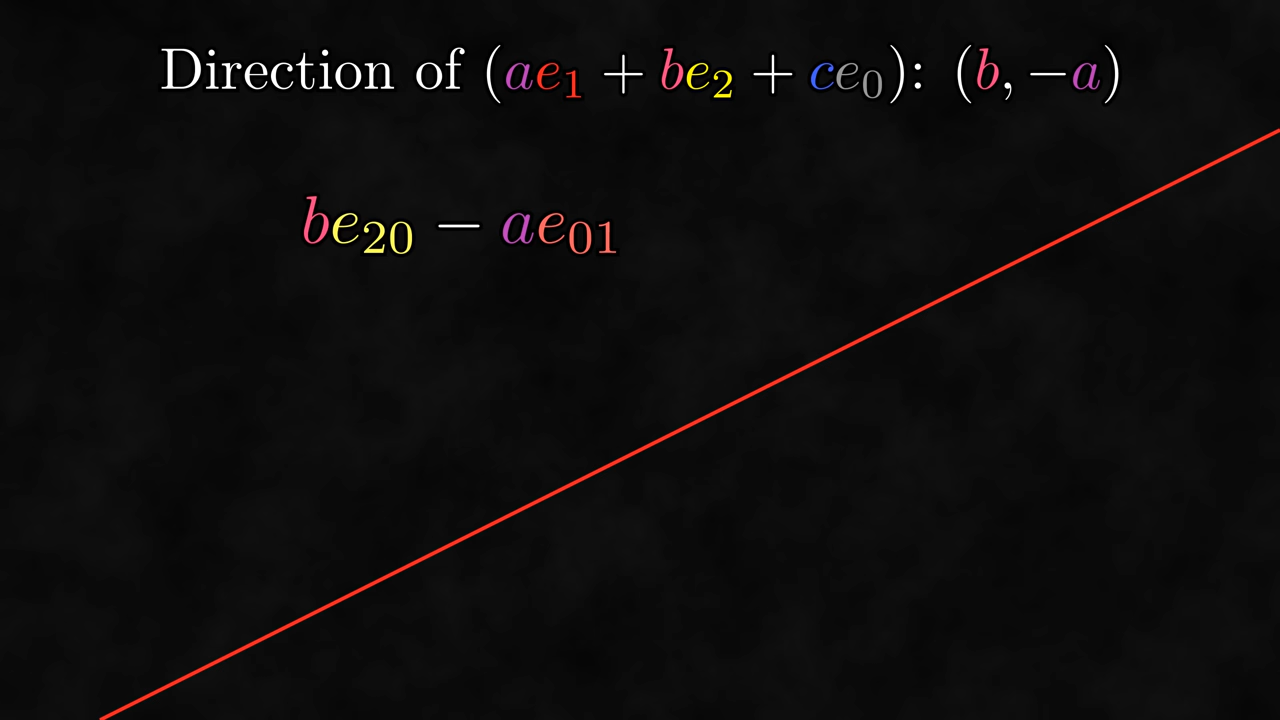 Direction of (ae₁ + be₂ + ce₀): (b, −a)
be₂₀ − ae₀₁